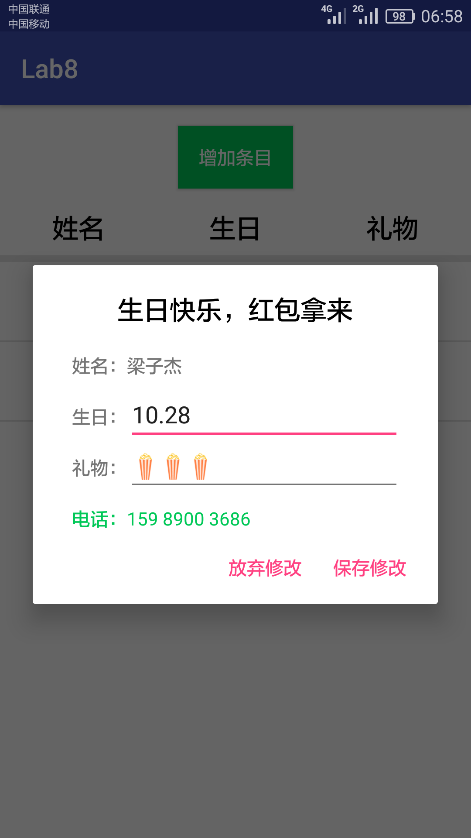 中国联通
中国移动
4G 2G 98 06:58
Lab8
增加条目
姓名 生日 礼物
生日快乐，红包拿来
姓名：梁子杰
生日：10.28
礼物：🍿🍿🍿
电话：159 8900 3686
放弃修改 保存修改